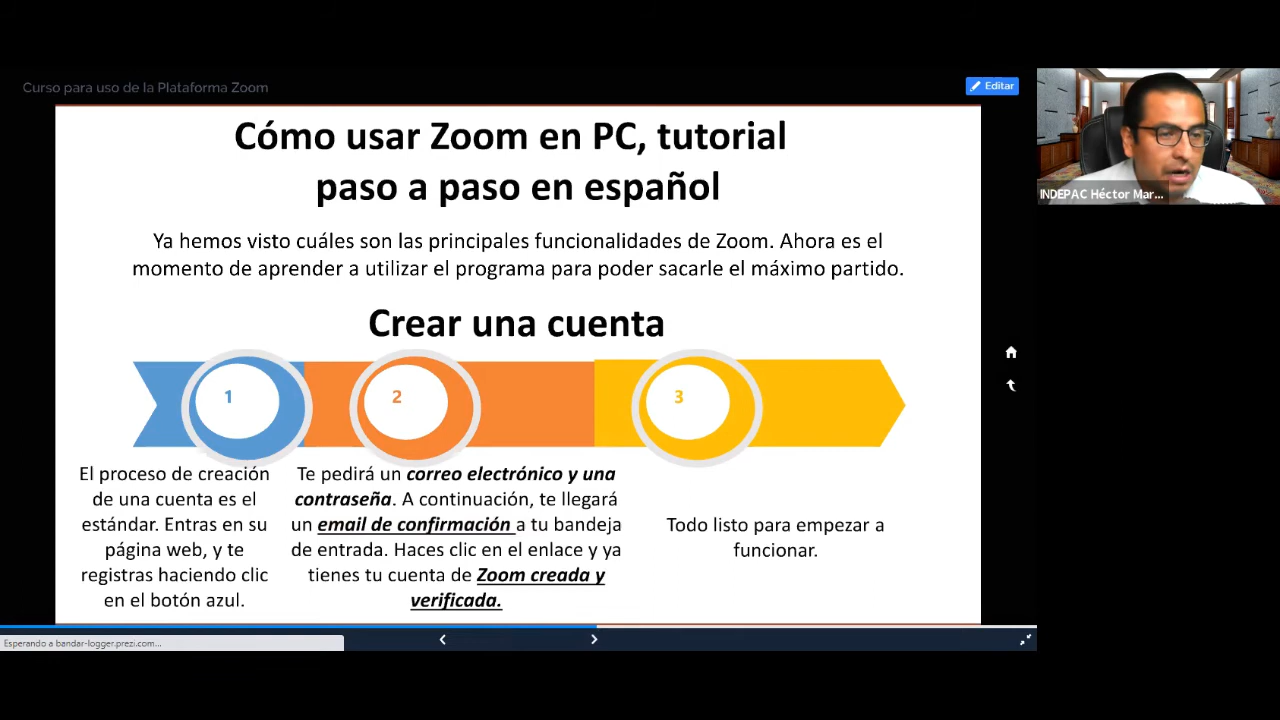 Curso para uso de la Plataforma Zoom
Editar
Cómo usar Zoom en PC, tutorial
paso a paso en español
Ya hemos visto cuáles son las principales funcionalidades de Zoom. Ahora es el
momento de aprender a utilizar el programa para poder sacarle el máximo partido.
Crear una cuenta
1
2
3
El proceso de creación
de una cuenta es el
estándar. Entras en su
página web, y te
registras haciendo clic
en el botón azul.
Te pedirá un correo electrónico y una
contraseña. A continuación, te llegará
un email de confirmación a tu bandeja
de entrada. Haces clic en el enlace y ya
tienes tu cuenta de Zoom creada y
verificada.
Todo listo para empezar a
funcionar.
INDEPAC Héctor Mar...
Esperando a bandar-logger.prezi.com...